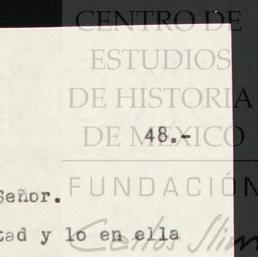 CENTRO DE
ESTUDIOS
DE HISTORIA
DE MÉXICO
48.-
FUNDACIÓN
Señor.
Carlos Slim
tad y lo en ella